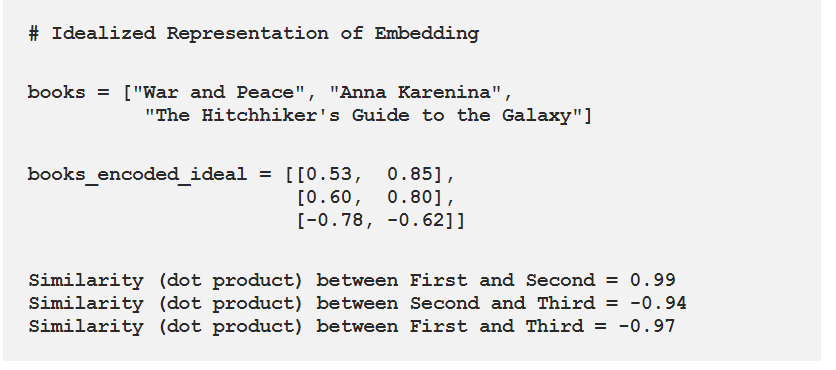 # Idealized Representation of Embedding
books = ["War and Peace", "Anna Karenina",
"The Hitchhiker's Guide to the Galaxy"]
books_encoded_ideal = [[0.53, 0.85],
[0.60, 0.80],
[-0.78, -0.62]]
Similarity (dot product) between First and Second = 0.99
Similarity (dot product) between Second and Third = -0.94
Similarity (dot product) between First and Third = -0.97